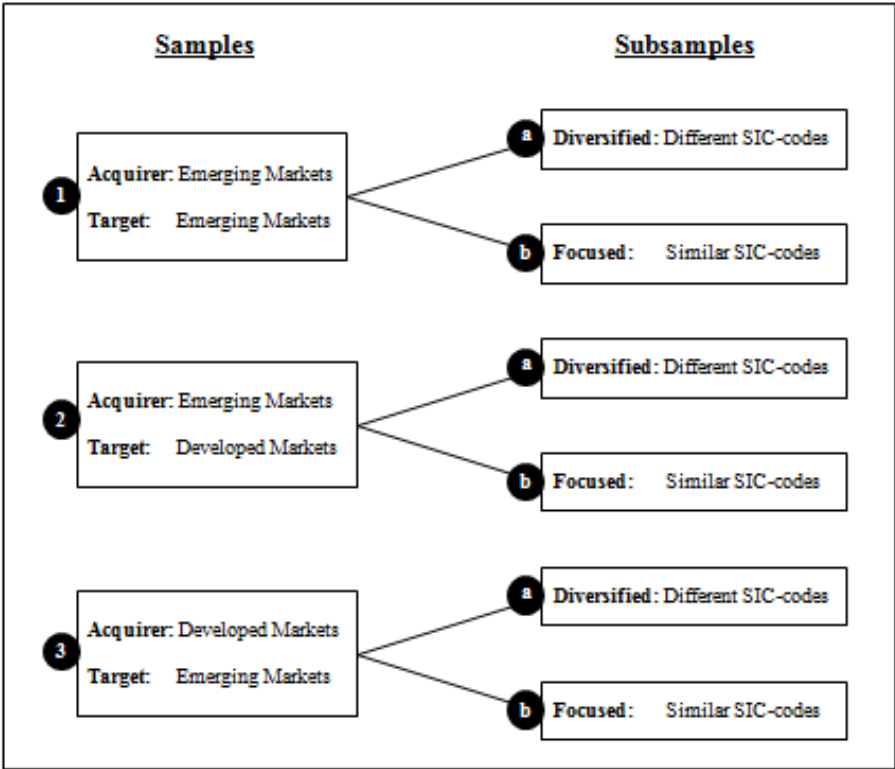 Samples
Subsamples
1
Acquirer: Emerging Markets
Target: Emerging Markets
a
Diversified: Different SIC-codes
b
Focused: Similar SIC-codes
2
Acquirer: Emerging Markets
Target: Developed Markets
a
Diversified: Different SIC-codes
b
Focused: Similar SIC-codes
3
Acquirer: Developed Markets
Target: Emerging Markets
a
Diversified: Different SIC-codes
b
Focused: Similar SIC-codes